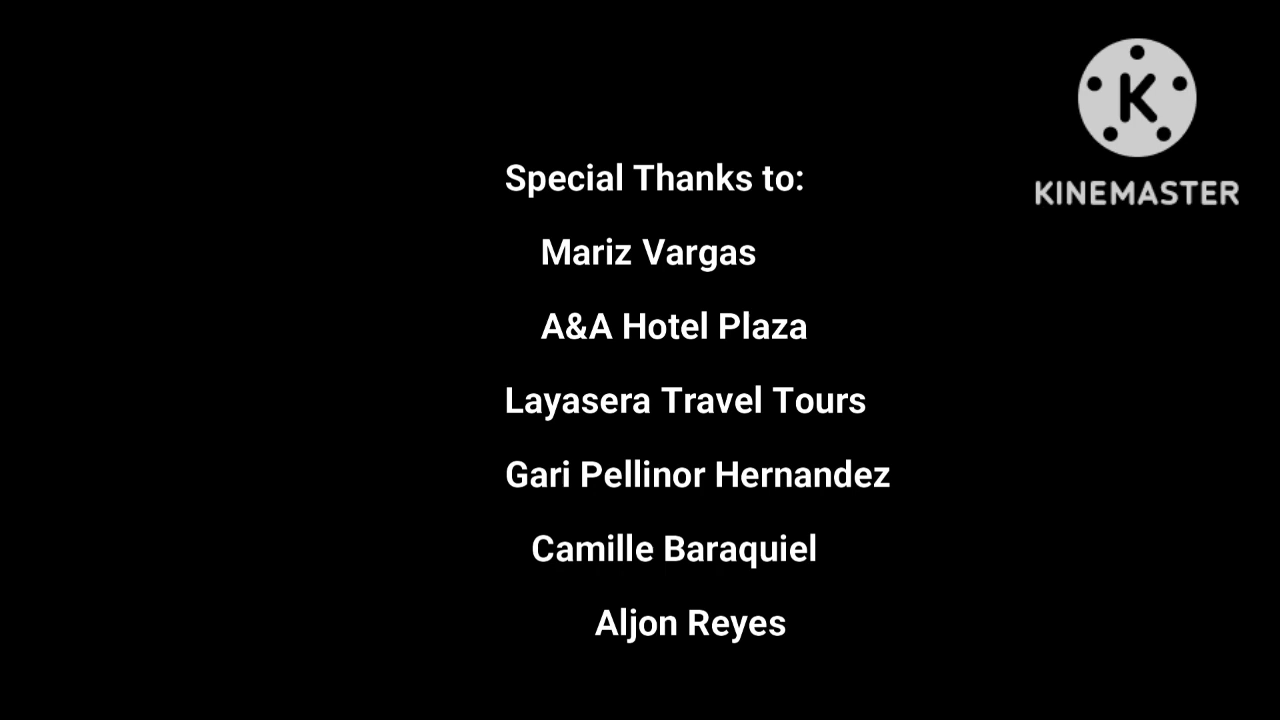 K
KINEMASTER
Special Thanks to:
Mariz Vargas
A&A Hotel Plaza
Layasera Travel Tours
Gari Pellinor Hernandez
Camille Baraquiel
Aljon Reyes